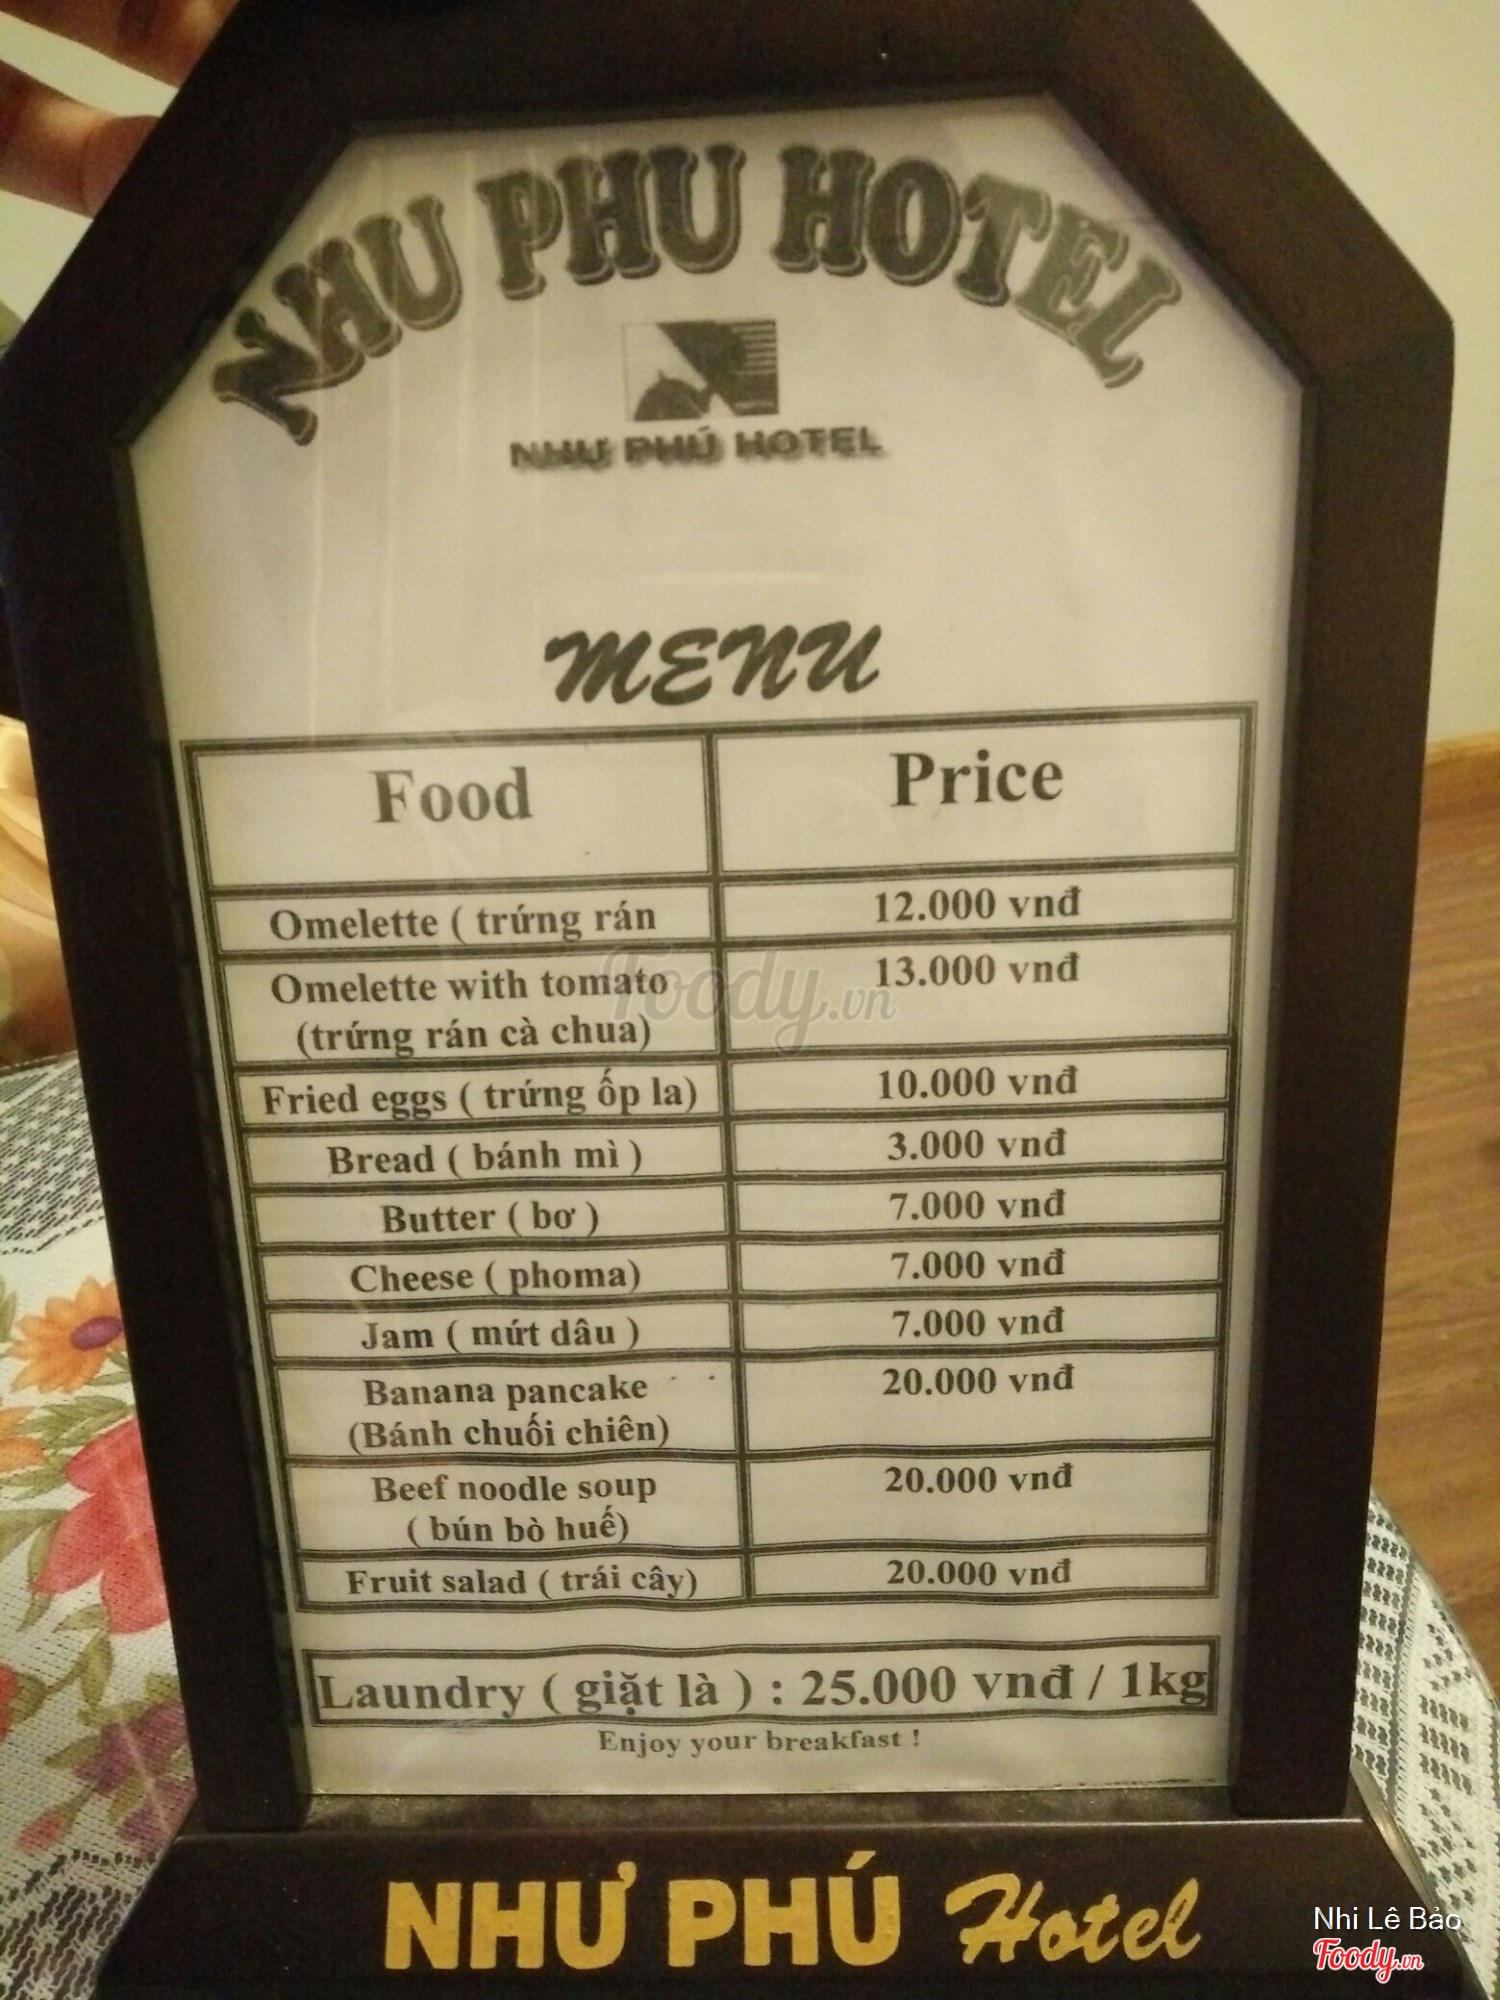 NHU PHU HOTEL
NHƯ PHÚ HOTEL
MENU
Food Price
Omelette ( trứng rán 12.000 vnđ
Omelette with tomato 13.000 vnđ
(trứng rán cà chua)
Fried eggs ( trứng ốp la) 10.000 vnđ
Bread ( bánh mì ) 3.000 vnđ
Butter ( bơ ) 7.000 vnđ
Cheese ( phoma) 7.000 vnđ
Jam ( mứt dâu ) 7.000 vnđ
Banana pancake 20.000 vnđ
(Bánh chuối chiên)
Beef noodle soup 20.000 vnđ
( bún bò huế)
Fruit salad ( trái cây) 20.000 vnđ
Laundry ( giặt là ) : 25.000 vnđ / 1kg
Enjoy your breakfast !
NHƯ PHÚ Hotel
Foody.vn
Nhi Lê Bảo
Foody.vn